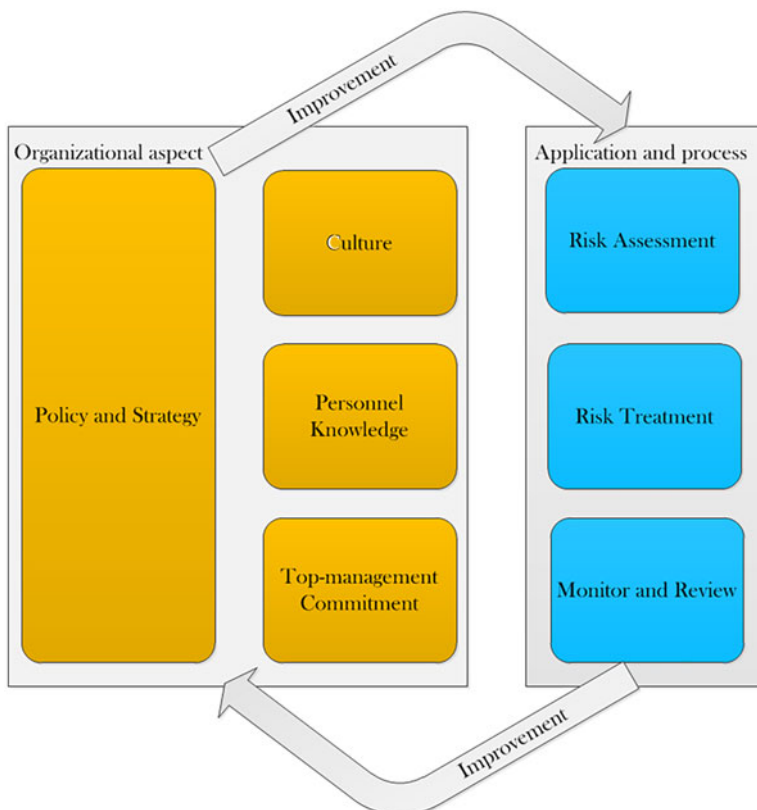 Improvement
Organizational aspect
Policy and Strategy
Culture
Personnel
Knowledge
Top-management
Commitment
Application and process
Risk Assessment
Risk Treatment
Monitor and Review
Improvement